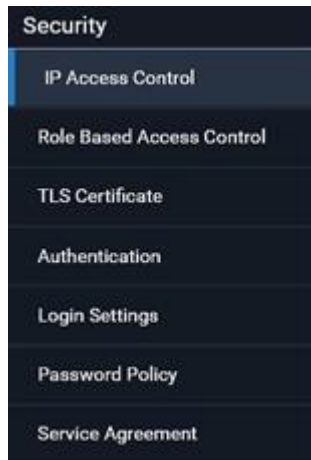 Security
IP Access Control
Role Based Access Control
TLS Certificate
Authentication
Login Settings
Password Policy
Service Agreement